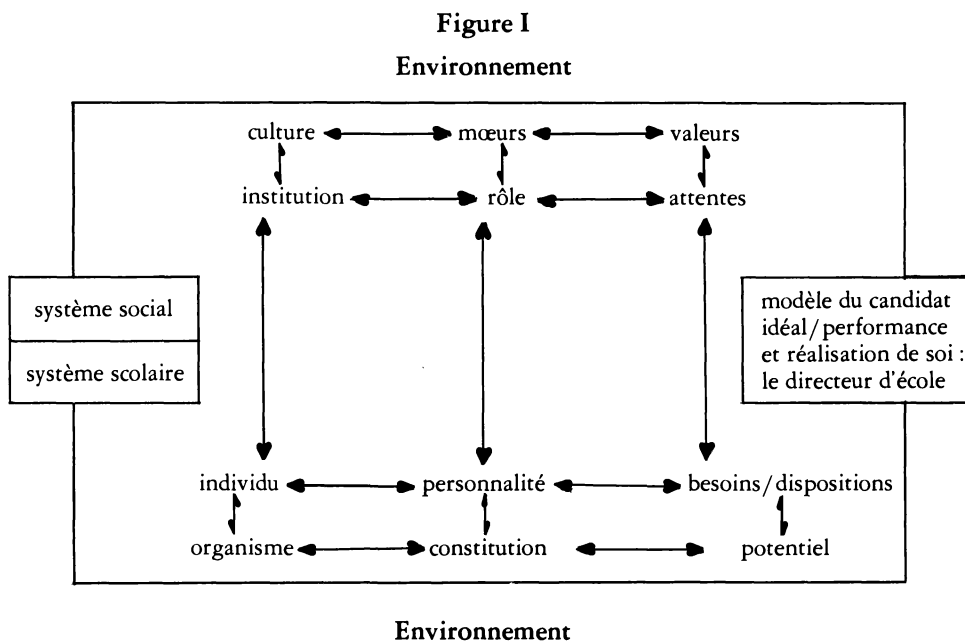 Figure I
Environnement
culture mœurs valeurs
institution rôle attentes
système social
système scolaire
modèle du candidat
idéal/performance
et réalisation de soi :
le directeur d'école
individu personnalité besoins/dispositions
organisme constitution potentiel
Environnement